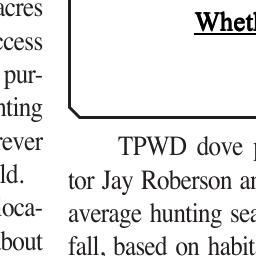 acres
ccess
pur-
nting
rever
ld.
loca-
bout
Wheth
TPWD dove p
tor Jay Roberson an
average hunting sea
fall, based on habit